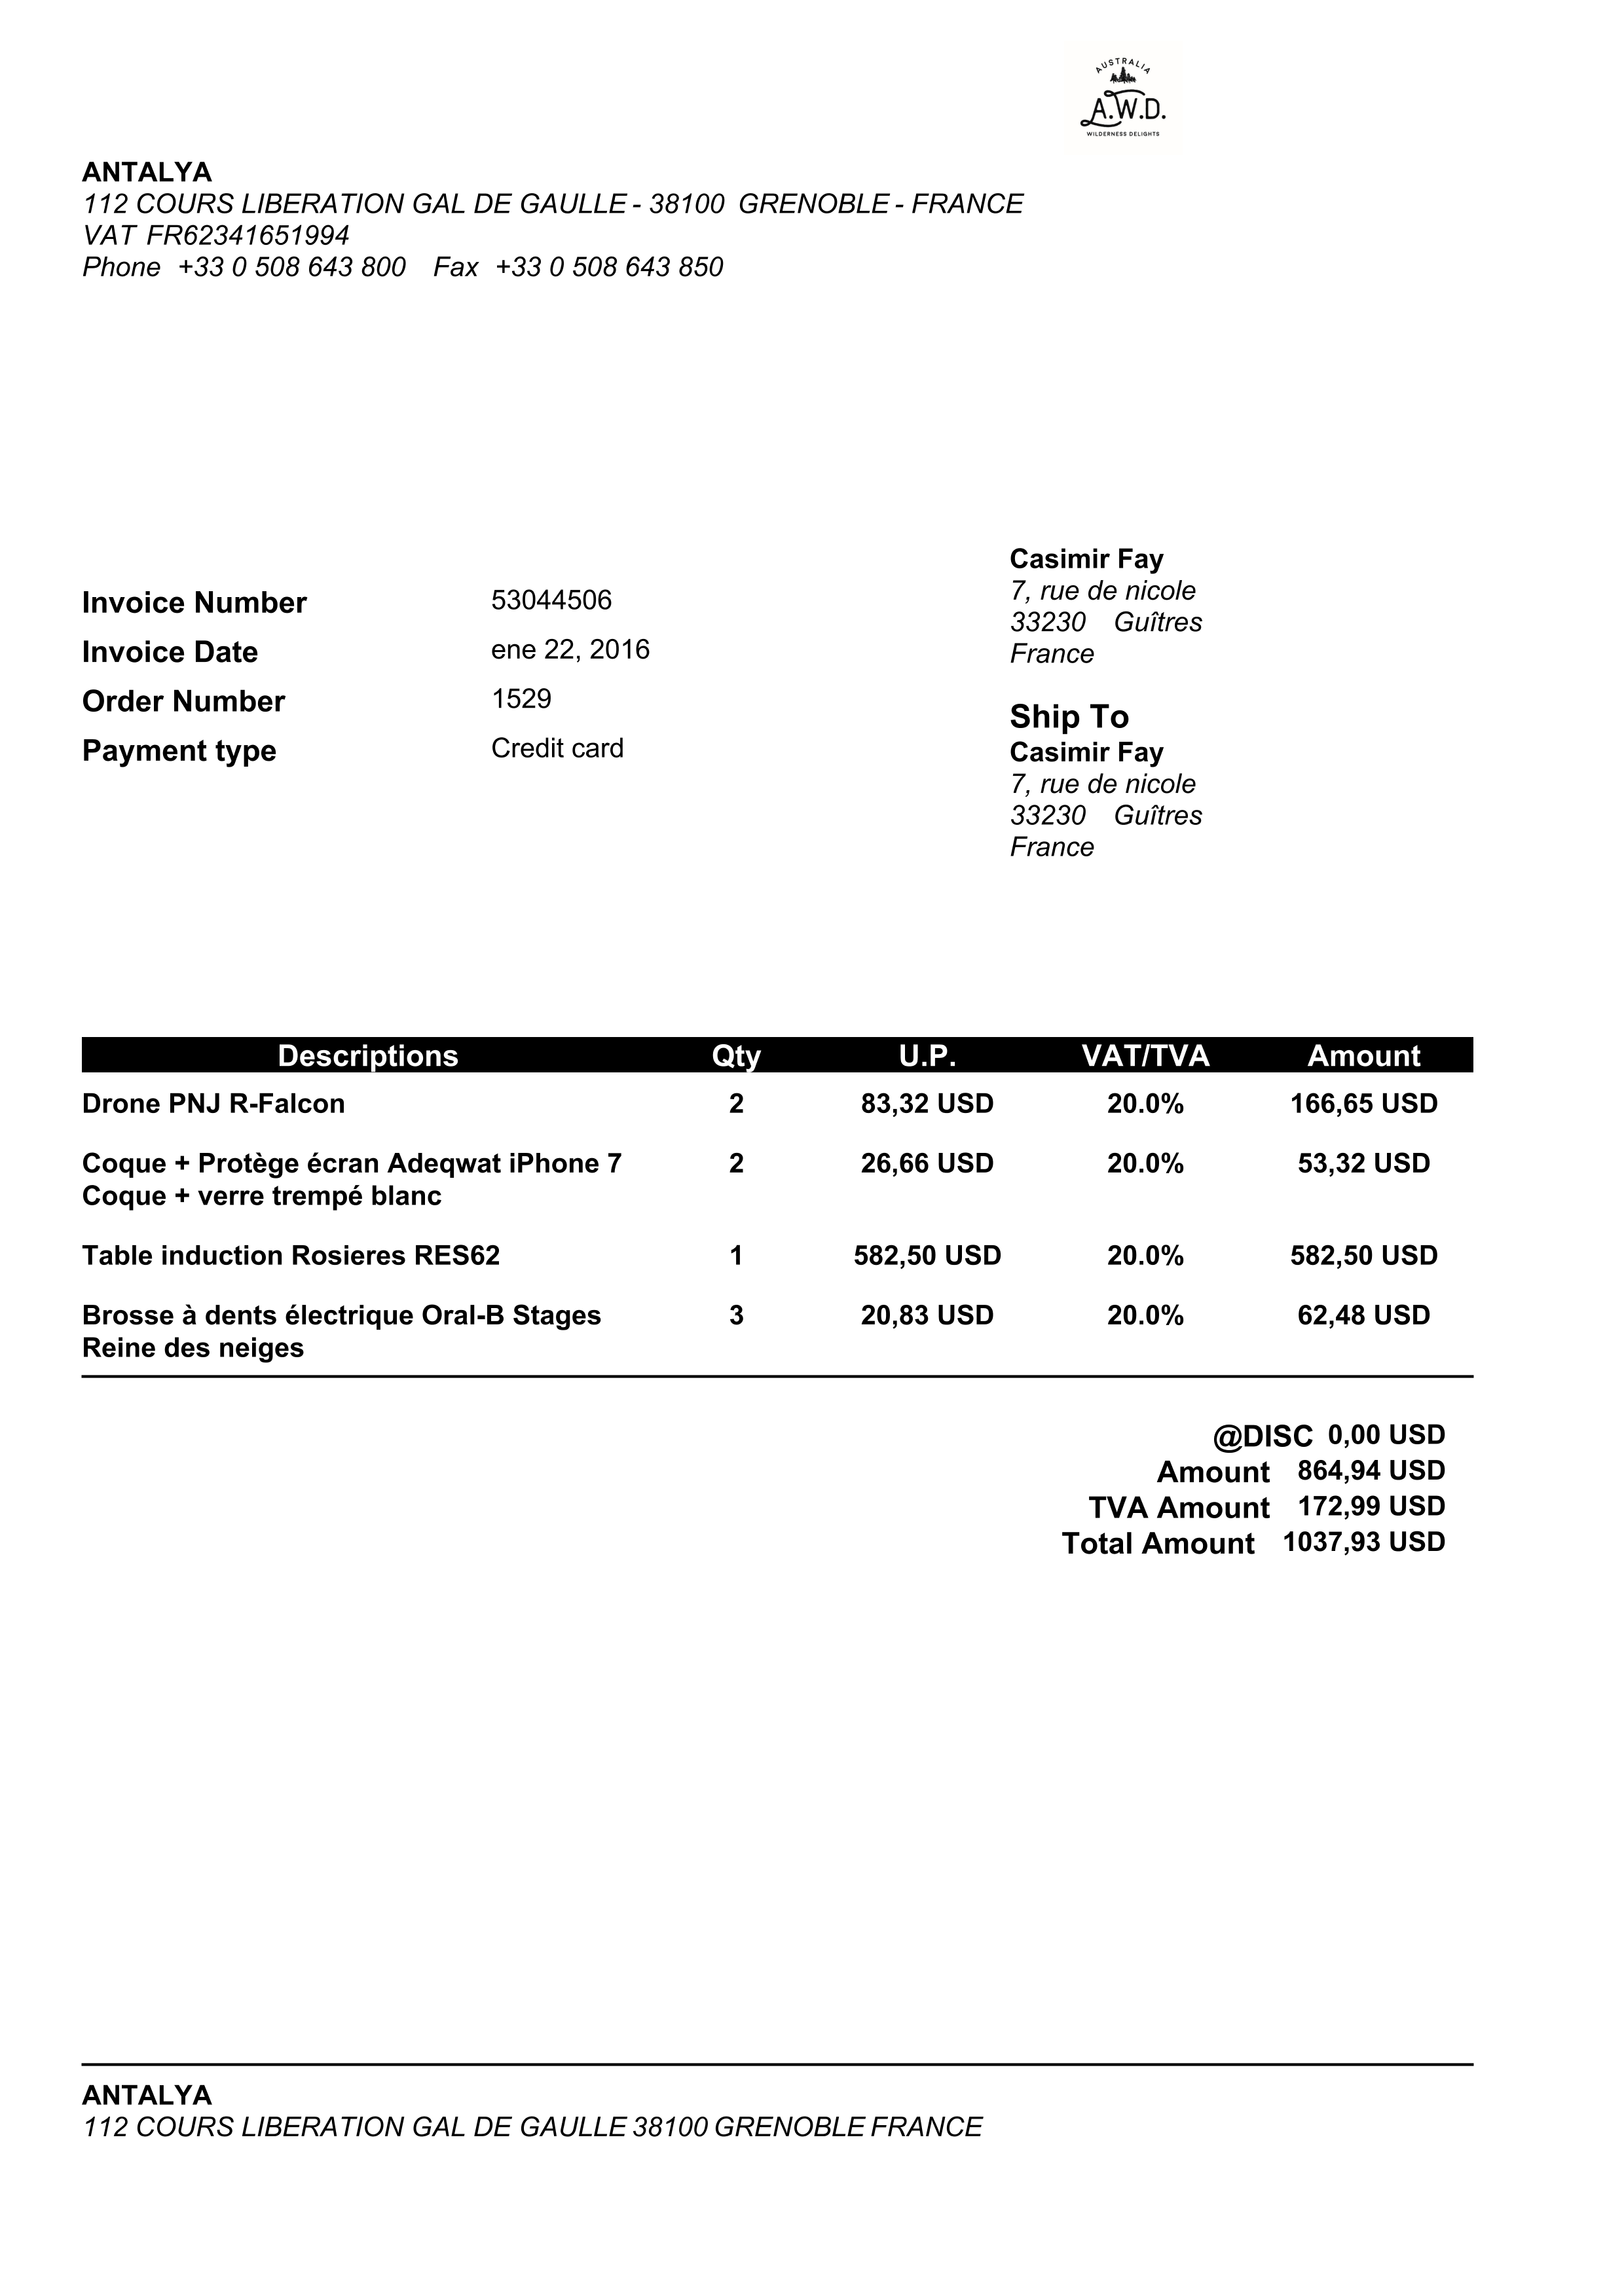 AUSTRALIA
A.W.D.
WILDERNESS DELIGHTS
ANTALYA
112 COURS LIBERATION GAL DE GAULLE - 38100 GRENOBLE - FRANCE
VAT FR62341651994
Phone +33 0 508 643 800 Fax +33 0 508 643 850
Invoice Number 53044506
Invoice Date ene 22, 2016
Order Number 1529
Payment type Credit card
Casimir Fay
7, rue de nicole
33230 Guîtres
France
Ship To
Casimir Fay
7, rue de nicole
33230 Guîtres
France
Descriptions Qty U.P. VAT/TVA Amount
Drone PNJ R-Falcon 2 83,32 USD 20.0% 166,65 USD
Coque + Protège écran Adeqwat iPhone 7 2 26,66 USD 20.0% 53,32 USD
Coque + verre trempé blanc
Table induction Rosieres RES62 1 582,50 USD 20.0% 582,50 USD
Brosse à dents électrique Oral-B Stages 3 20,83 USD 20.0% 62,48 USD
Reine des neiges
@DISC 0,00 USD
Amount 864,94 USD
TVA Amount 172,99 USD
Total Amount 1037,93 USD
ANTALYA
112 COURS LIBERATION GAL DE GAULLE 38100 GRENOBLE FRANCE